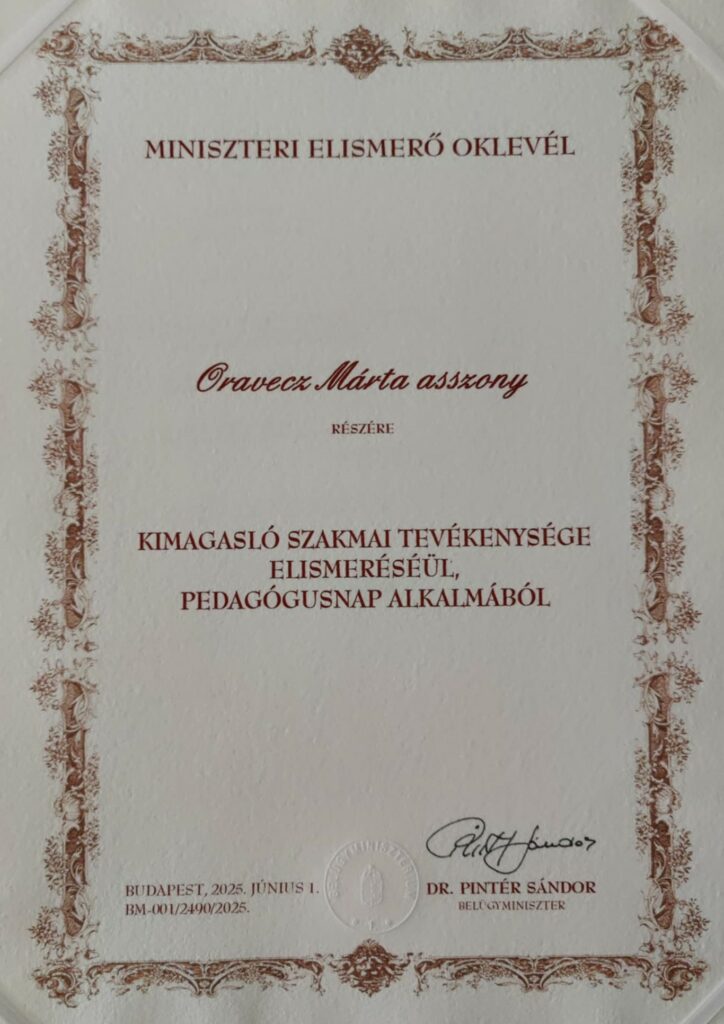 MINISZTERI ELISMERŐ OKLEVÉL
Oravecz Márta asszony
RÉSZÉRE
KIMAGASLÓ SZAKMAI TEVÉKENYSÉGE
ELISMERÉSÉÜL,
PEDAGÓGUSNAP ALKALMÁBÓL
BUDAPEST, 2025. JÚNIUS 1.
BM-001/2490/2025.
DR. PINTÉR SÁNDOR
BELÜGYMINISZTER